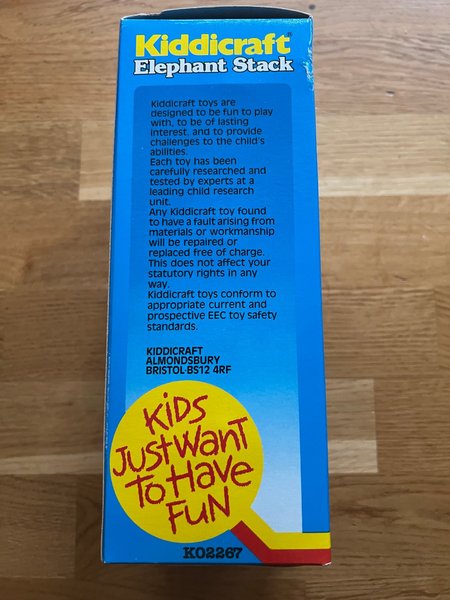 Kiddicraft®
Elephant Stack
Kiddicraft toys are
designed to be fun to play
with, to be of lasting
interest, and to provide
challenges to the child's
abilities.
Each toy has been
carefully researched and
tested by experts at a
leading child research
unit.
Any Kiddicraft toy found
to have a fault arising from
materials or workmanship
will be repaired or
replaced free of charge.
This does not affect your
statutory rights in any
way.
Kiddicraft toys conform to
appropriate current and
prospective EEC toy safety
standards.
KIDDICRAFT
ALMONDSBURY
BRISTOL·BS12 4RF
KiDS
JUST WANT
To HAVE
FUN
K02267